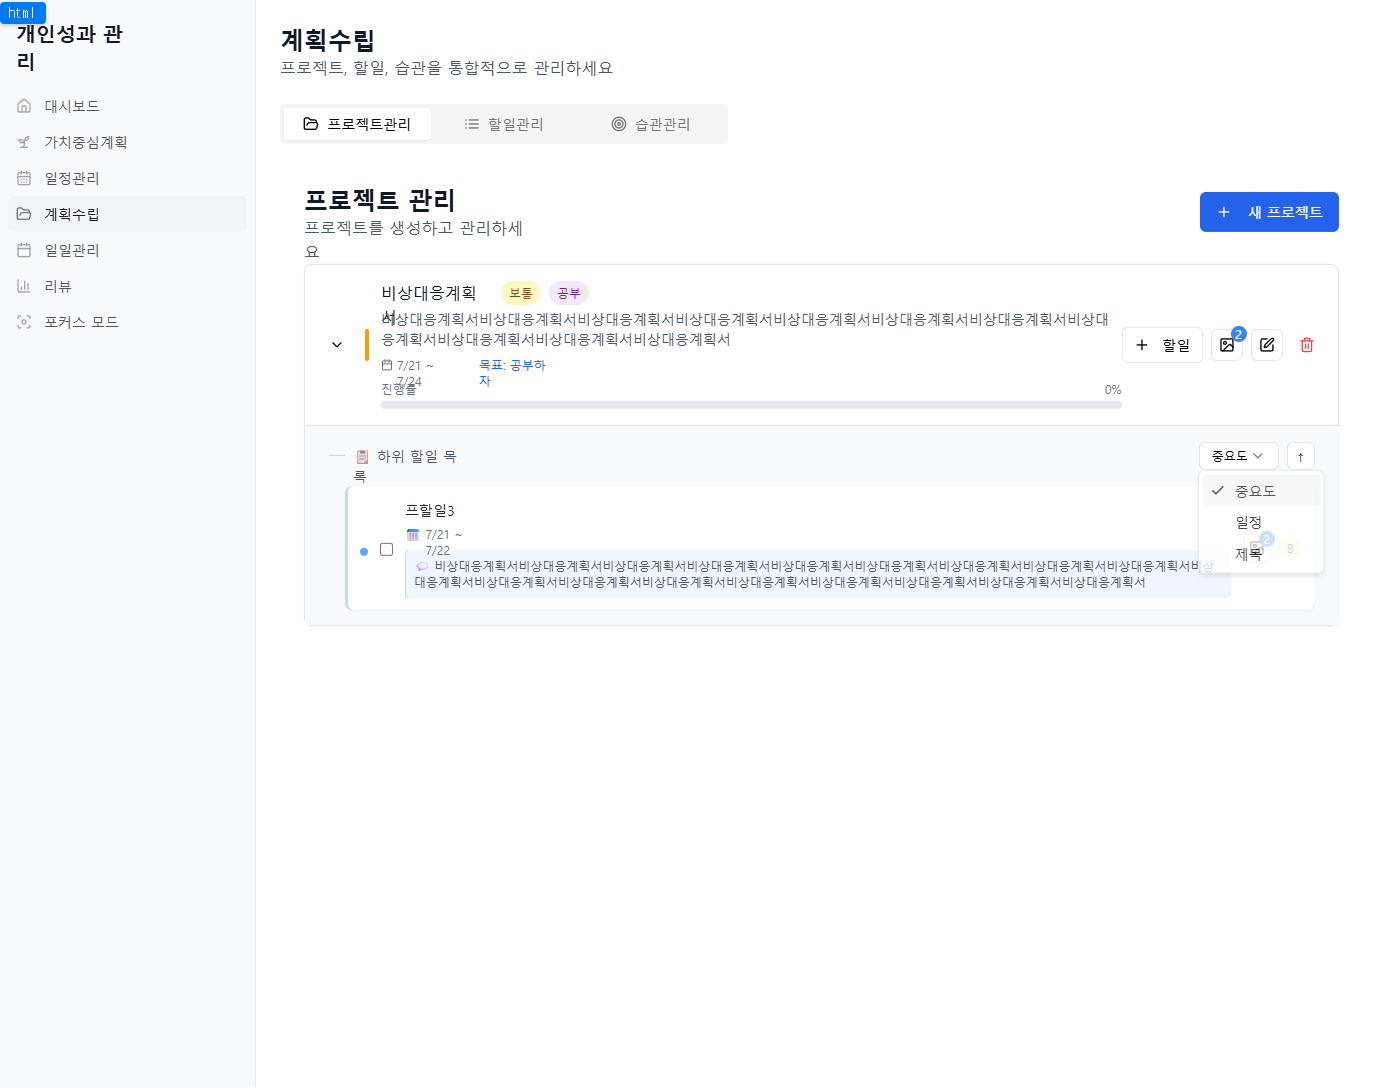 html
개인성과 관
리
대시보드
가치중심계획
일정관리
계획수립
일일관리
리뷰
포커스 모드
계획수립
프로젝트, 할일, 습관을 통합적으로 관리하세요
프로젝트관리
할일관리
습관관리
프로젝트 관리
프로젝트를 생성하고 관리하세
요
+ 새 프로젝트
비상대응계획
서
보통
공부
비상대응계획서비상대응계획서비상대응계획서비상대응계획서비상대응계획서비상대응계획서비상대응계획서비상대
응계획서비상대응계획서비상대응계획서비상대응계획서
7/21 ~
7/24
목표: 공부하
자
+ 할일
2
진행률
0%
하위 할일 목
록
중요도
↑
중요도
일정
제목
프할일3
7/21 ~
7/22
2
B
비상대응계획서비상대응계획서비상대응계획서비상대응계획서비상대응계획서비상대응계획서비상대응계획서비상대응계획서비상대응계획서비상
대응계획서비상대응계획서비상대응계획서비상대응계획서비상대응계획서비상대응계획서비상대응계획서비상대응계획서비상대응계획서